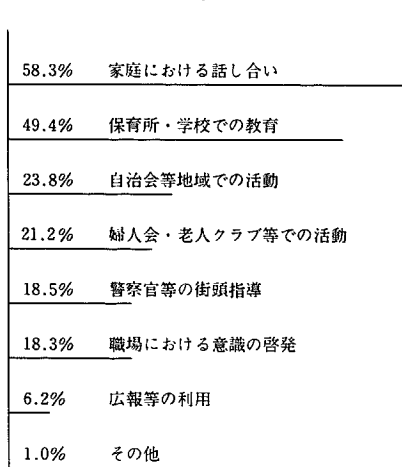 58.3% 家庭における話し合い
49.4% 保育所・学校での教育
23.8% 自治会等地域での活動
21.2% 婦人会・老人クラブ等での活動
18.5% 警察官等の街頭指導
18.3% 職場における意識の啓発
6.2% 広報等の利用
1.0% その他